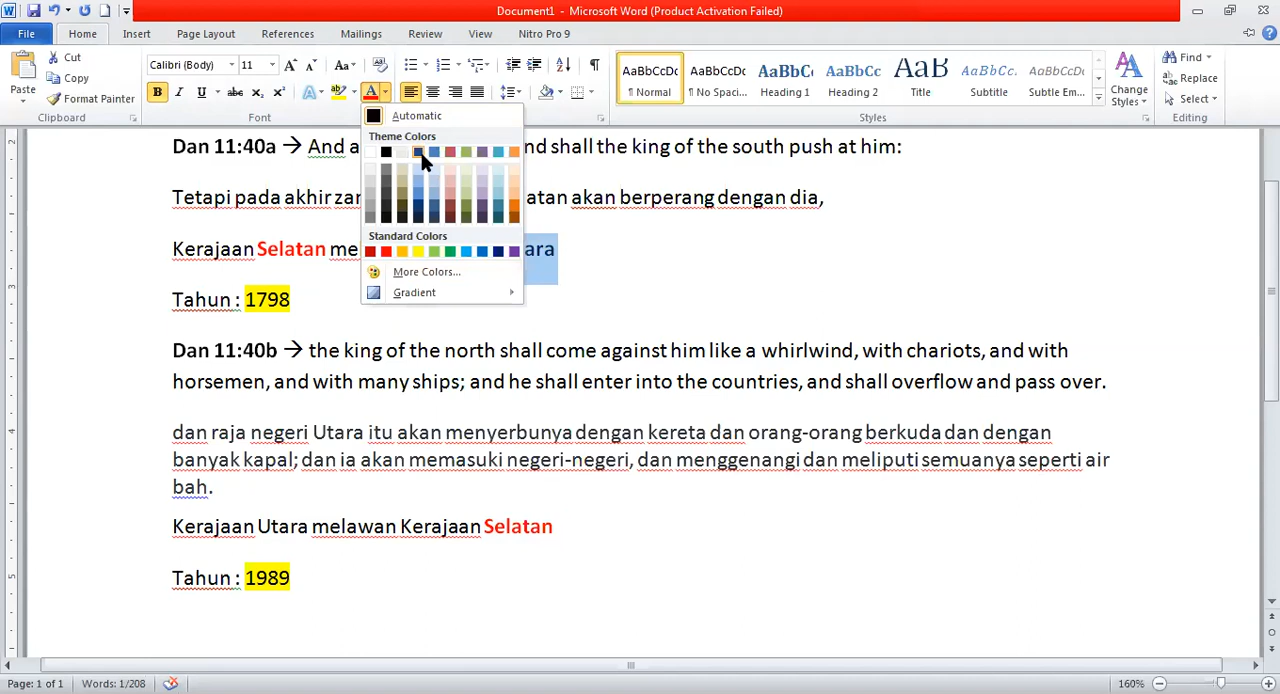 Document1 - Microsoft Word (Product Activation Failed)
File Home Insert Page Layout References Mailings Review View Nitro Pro 9
Paste Cut Copy Format Painter Clipboard
Calibri (Body) 11 Font
AaBbCcDc AaBbCcDc AaBbCc AaBbCc AaB AaBbCc. AaBbCcDc
¶ Normal ¶ No Spaci... Heading 1 Heading 2 Title Subtitle Subtle Em...
Styles
Change Styles
Find Replace Select Editing
Automatic
Theme Colors
Standard Colors
More Colors...
Gradient
Dan 11:40a → And a nd shall the king of the south push at him:
Tetapi pada akhir zar atan akan berperang dengan dia,
Kerajaan Selatan me ara
Tahun : 1798
Dan 11:40b → the king of the north shall come against him like a whirlwind, with chariots, and with
horsemen, and with many ships; and he shall enter into the countries, and shall overflow and pass over.
dan raja negeri Utara itu akan menyerbunya dengan kereta dan orang-orang berkuda dan dengan
banyak kapal; dan ia akan memasuki negeri-negeri, dan menggenangi dan meliputi semuanya seperti air
bah.
Kerajaan Utara melawan Kerajaan Selatan
Tahun : 1989
Page: 1 of 1 Words: 1/208 160%